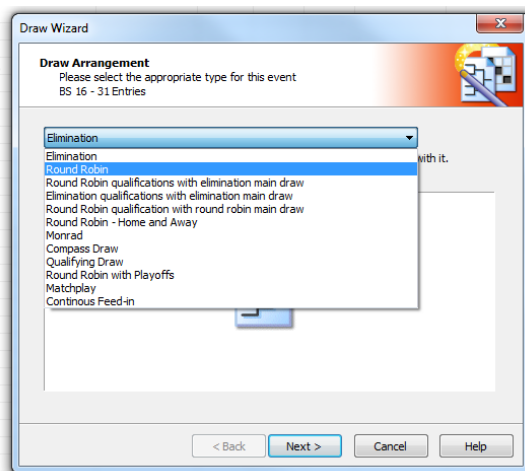 Draw Wizard
Draw Arrangement
Please select the appropriate type for this event
BS 16 - 31 Entries
Elimination
with it.
Elimination
Round Robin
Round Robin qualifications with elimination main draw
Elimination qualifications with elimination main draw
Round Robin qualification with round robin main draw
Round Robin - Home and Away
Monrad
Compass Draw
Qualifying Draw
Round Robin with Playoffs
Matchplay
Continous Feed-in
< Back Next > Cancel Help